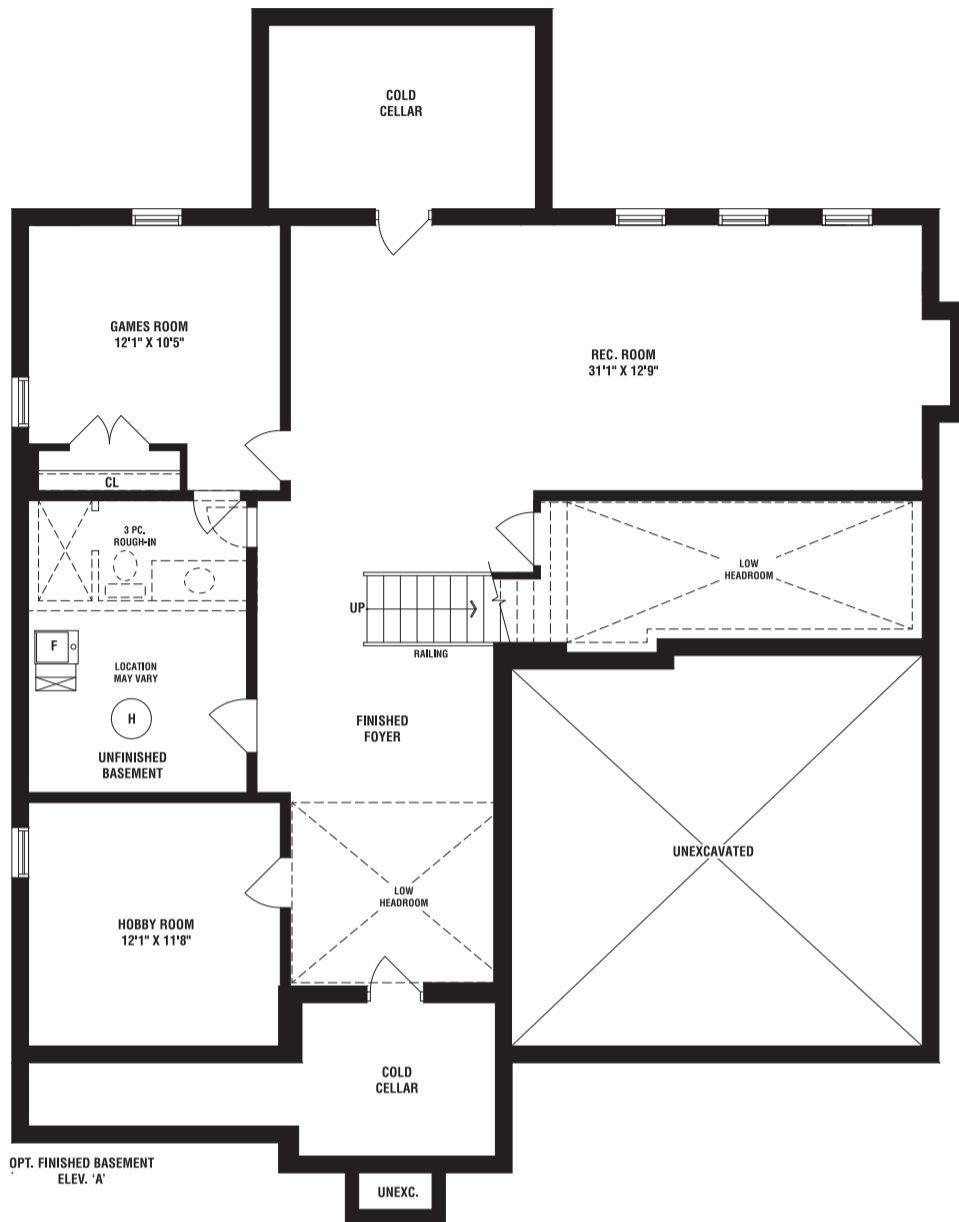 COLD
CELLAR
GAMES ROOM
12'1" X 10'5"
REC. ROOM
31'1" X 12'9"
CL
3 PC.
ROUGH-IN
LOW
HEADROOM
UP
RAILING
F
LOCATION
MAY VARY
H
UNFINISHED
BASEMENT
FINISHED
FOYER
UNEXCAVATED
LOW
HEADROOM
HOBBY ROOM
12'1" X 11'8"
COLD
CELLAR
OPT. FINISHED BASEMENT
ELEV. 'A'
UNEXC.